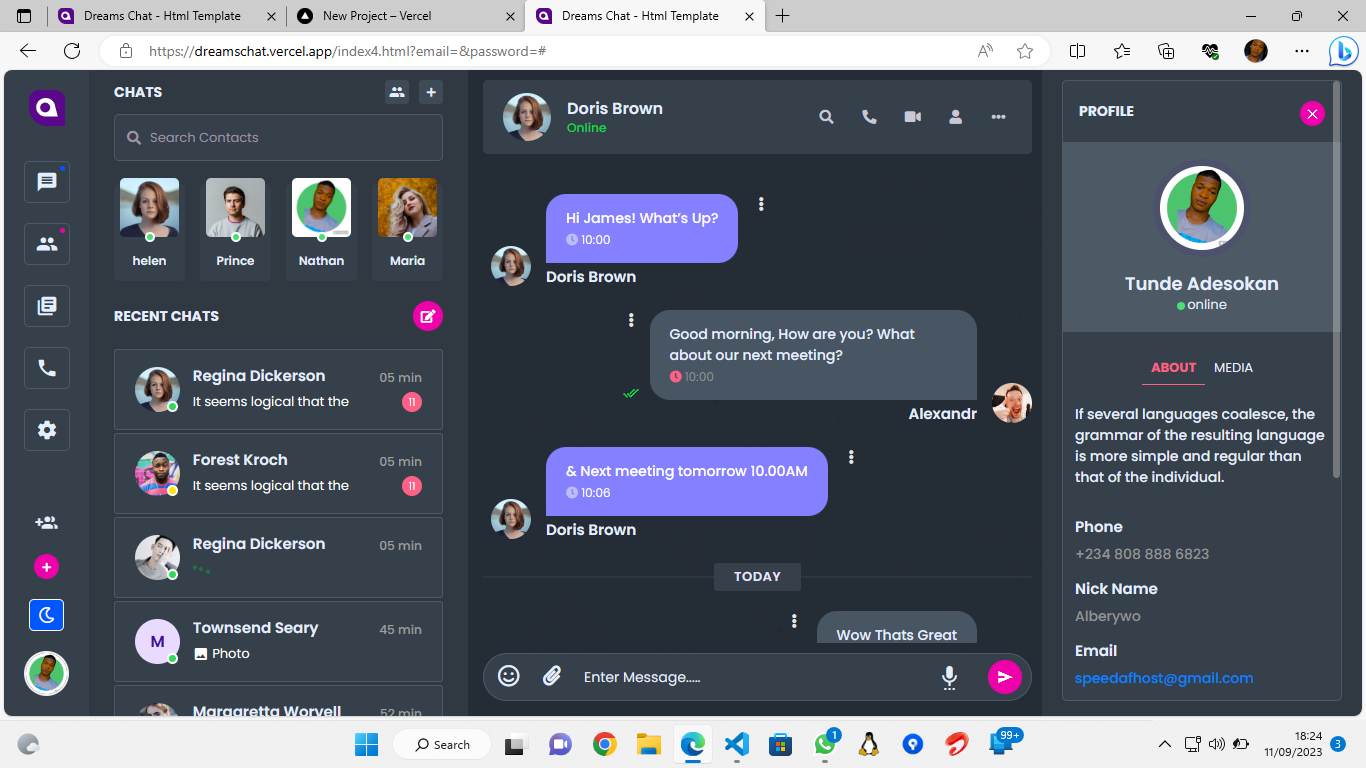 Dreams Chat - Html Template
New Project – Vercel
Dreams Chat - Html Template
https://dreamschat.vercel.app/index4.html?email=&password=#
CHATS
Search Contacts
helen
Prince
Nathan
Maria
RECENT CHATS
Regina Dickerson
05 min
It seems logical that the
11
Forest Kroch
05 min
It seems logical that the
11
Regina Dickerson
05 min
M
Townsend Seary
45 min
Photo
Margaretta Worvell
52 min
Doris Brown
Online
Hi James! What’s Up?
10:00
Doris Brown
Good morning, How are you? What
about our next meeting?
10:00
Alexandr
& Next meeting tomorrow 10.00AM
10:06
Doris Brown
TODAY
Wow Thats Great
Enter Message.....
PROFILE
Tunde Adesokan
online
ABOUT
MEDIA
If several languages coalesce, the
grammar of the resulting language
is more simple and regular than
that of the individual.
Phone
+234 808 888 6823
Nick Name
Alberywo
Email
speedafhost@gmail.com
Search
1
99+
18:24
11/09/2023
3